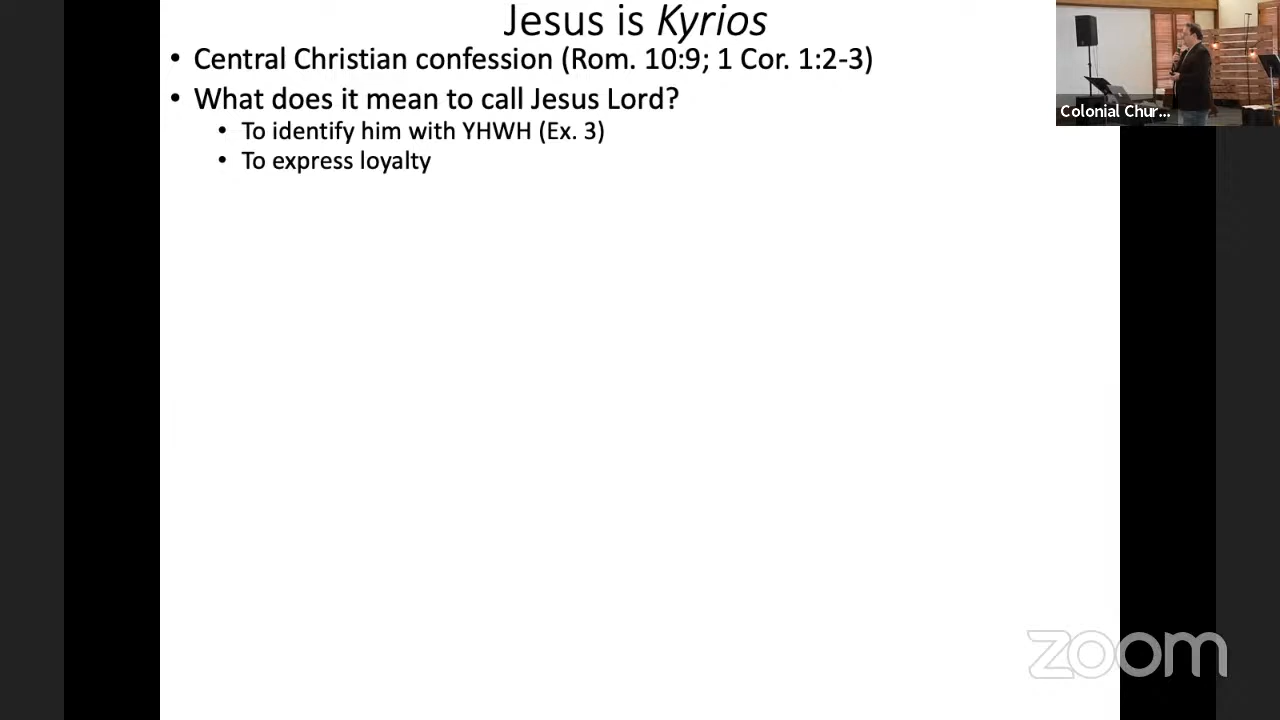 Jesus is Kyrios
• Central Christian confession (Rom. 10:9; 1 Cor. 1:2-3)
• What does it mean to call Jesus Lord?
• To identify him with YHWH (Ex. 3)
• To express loyalty
Colonial Chur...
zoom